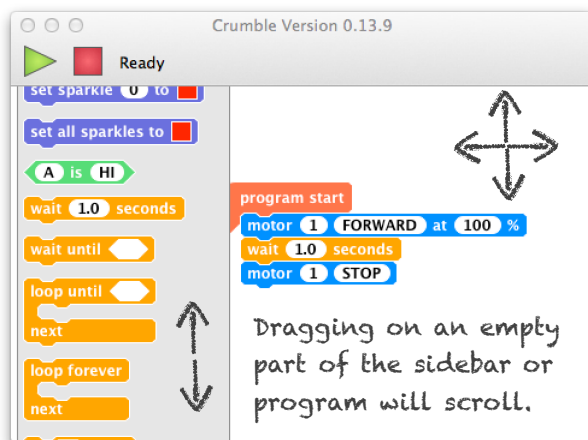 Crumble Version 0.13.9
Ready
set sparkle 0 to
set all sparkles to
A is HI
wait 1.0 seconds
wait until
loop until
next
loop forever
next
program start
motor 1 FORWARD at 100 %
wait 1.0 seconds
motor 1 STOP
Dragging on an empty
part of the sidebar or
program will scroll.